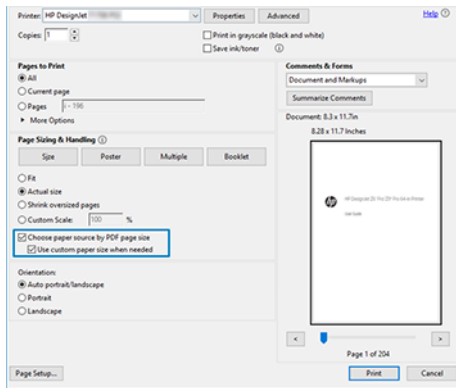 Printer: HP DesignJet
Properties
Advanced
Help
Copies: 1
Print in grayscale (black and white)
Save ink/toner
Pages to Print
All
Current page
Pages - 196
More Options
Page Sizing & Handling
Size
Poster
Multiple
Booklet
Fit
Actual size
Shrink oversized pages
Custom Scale: 100 %
Choose paper source by PDF page size
Use custom paper size when needed
Orientation:
Auto portrait/landscape
Portrait
Landscape
Comments & Forms
Document and Markups
Summarize Comments
Document: 8.3 x 11.7in
8.28 x 11.7 Inches
hp
User Guide
<
>
Page 1 of 204
Page Setup...
Print
Cancel